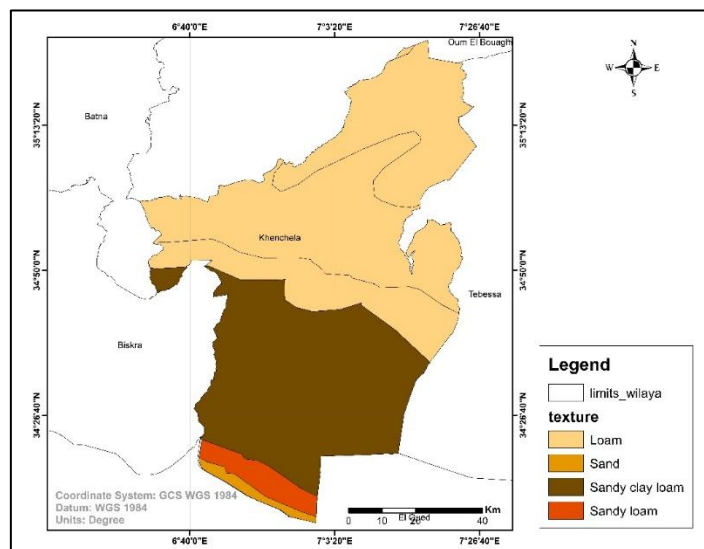 6°40'0"E 7°3'20"E 7°26'40"E
Oum El Bouaghi
N
W E
S
35°13'20"N 35°13'20"N
Batna
Khenchela
34°50'0"N 34°50'0"N
Tebessa
Biskra
34°26'40"N 34°26'40"N
Legend
limits_wilaya
texture
Loam
Sand
Sandy clay loam
Sandy loam
Coordinate System: GCS WGS 1984
Datum: WGS 1984
Units: Degree
Km
0 10 20 40
El Oued
6°40'0"E 7°3'20"E 7°26'40"E